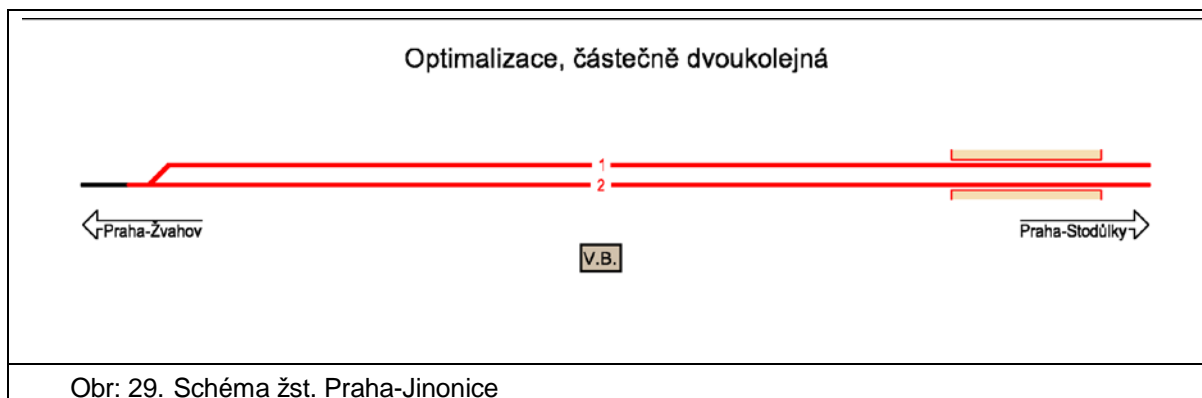 Optimalizace, částečně dvoukolejná
1
2
Praha-Žvahov
Praha-Stodůlky
V.B.
Obr: 29. Schéma žst. Praha-Jinonice